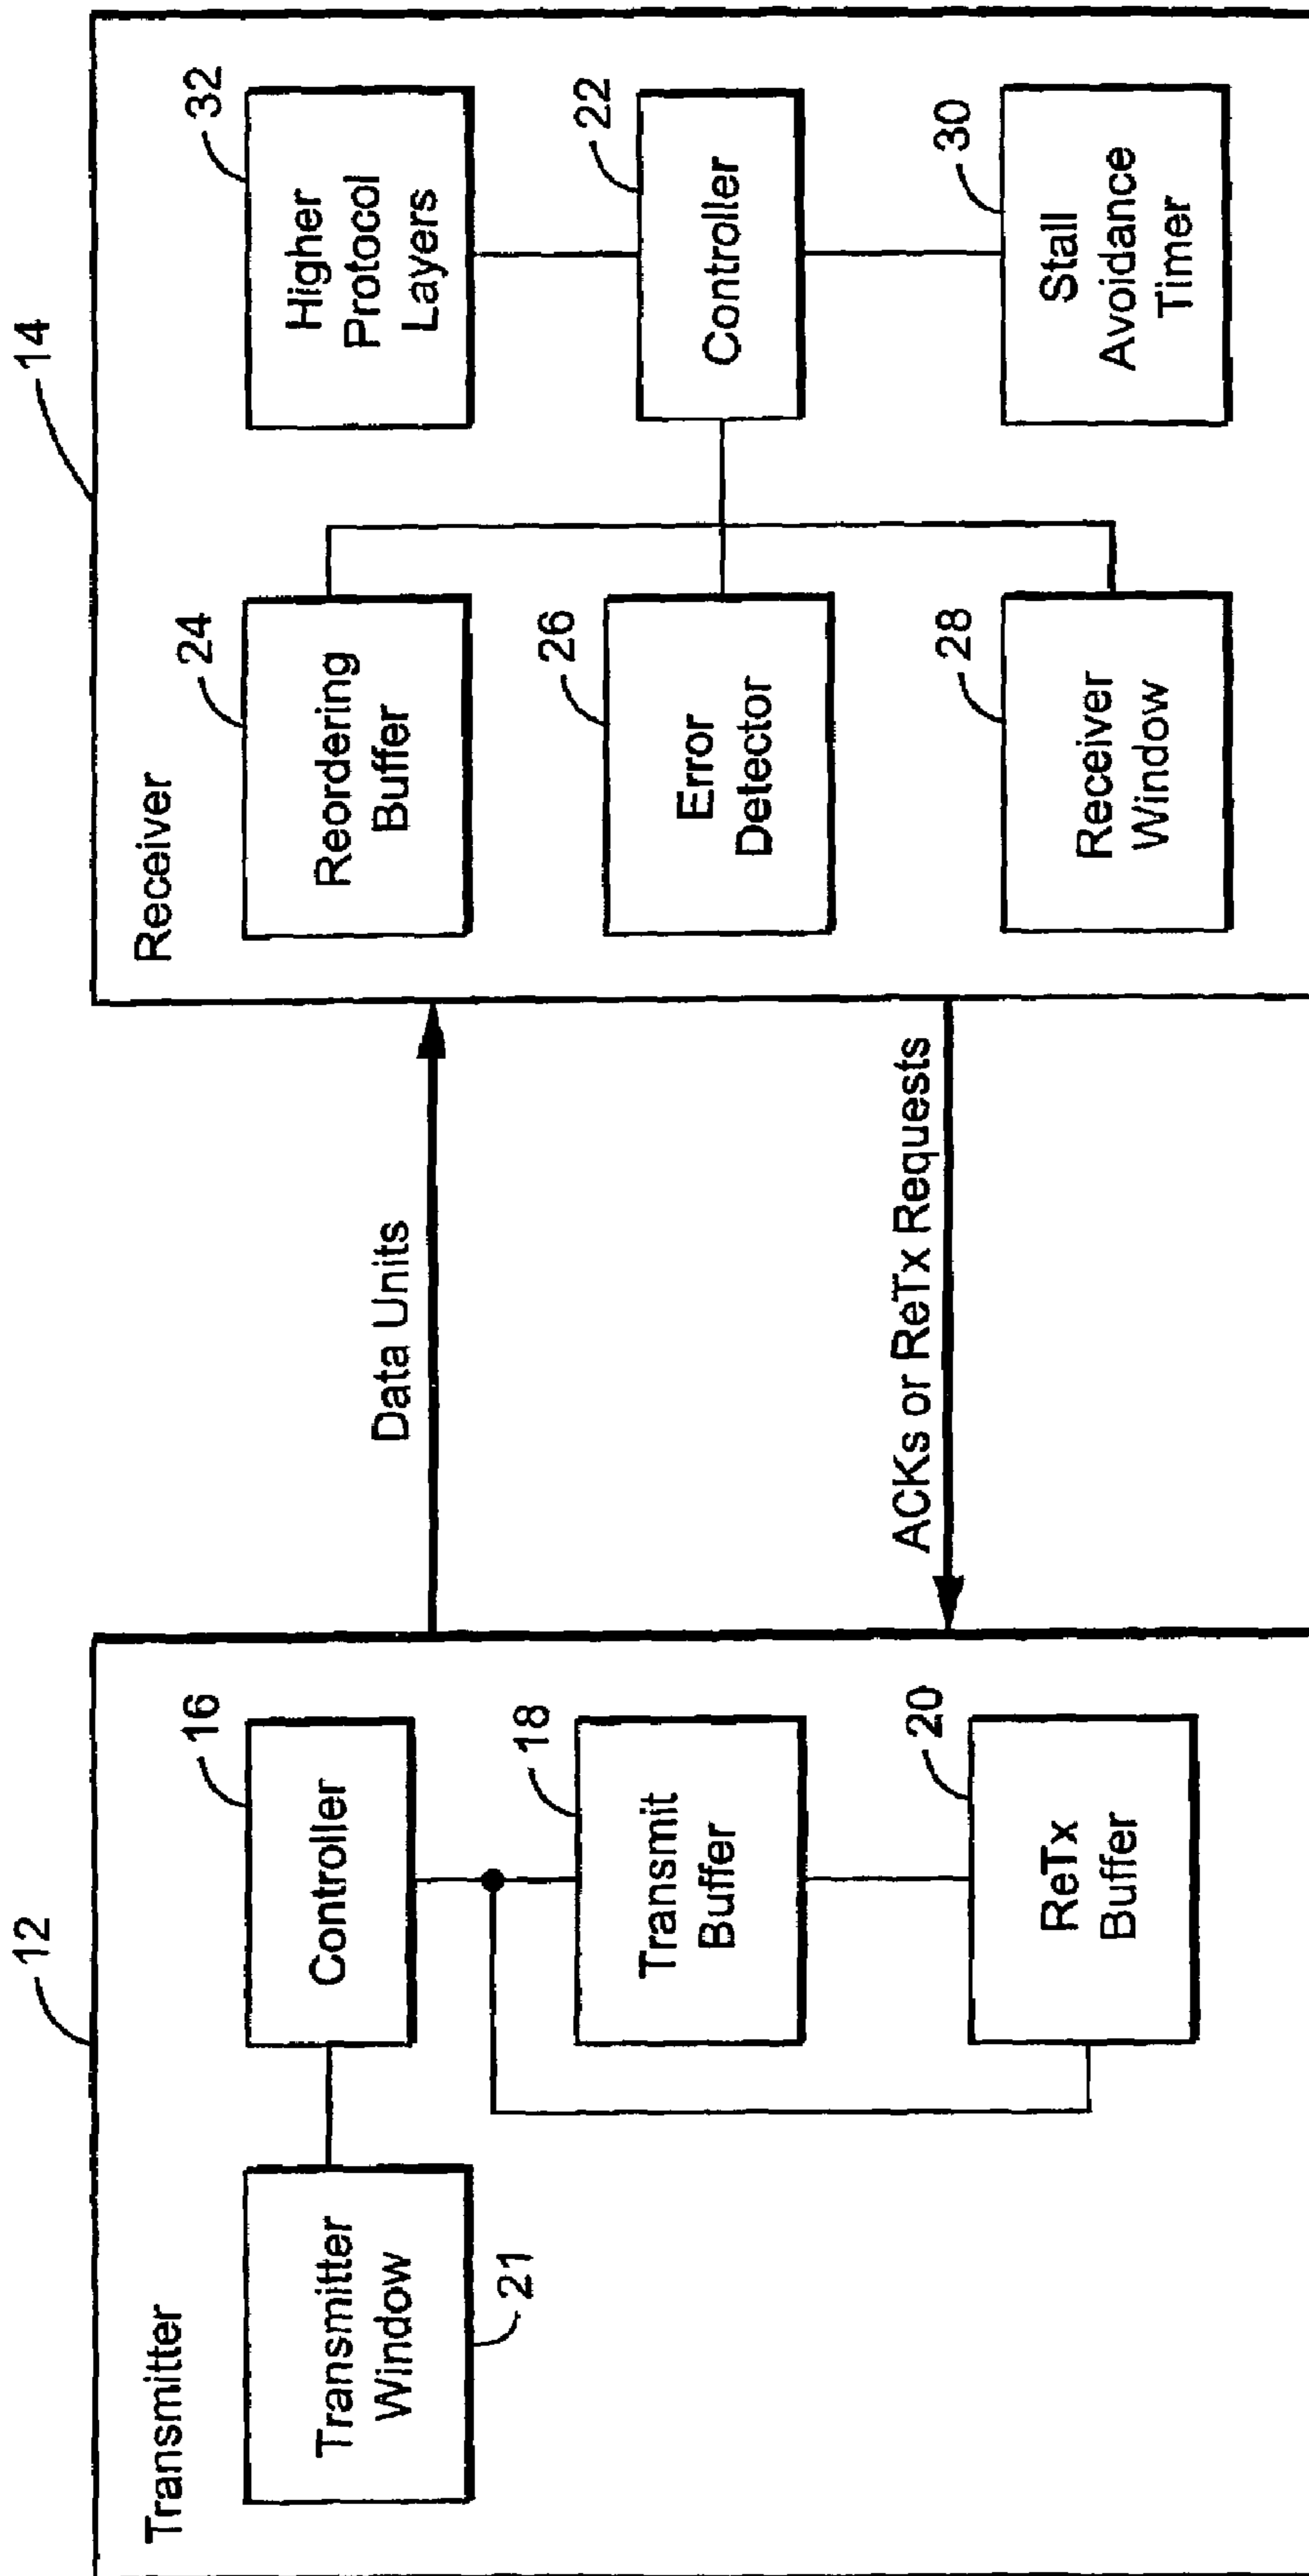 12
Transmitter
Transmitter
Window
21
Controller
16
Transmit
Buffer
18
ReTx
Buffer
20
Data Units
ACKs or ReTx Requests
14
Receiver
Reordering
Buffer
24
Error
Detector
26
Receiver
Window
28
Higher
Protocol
Layers
32
Controller
22
Stall
Avoidance
Timer
30